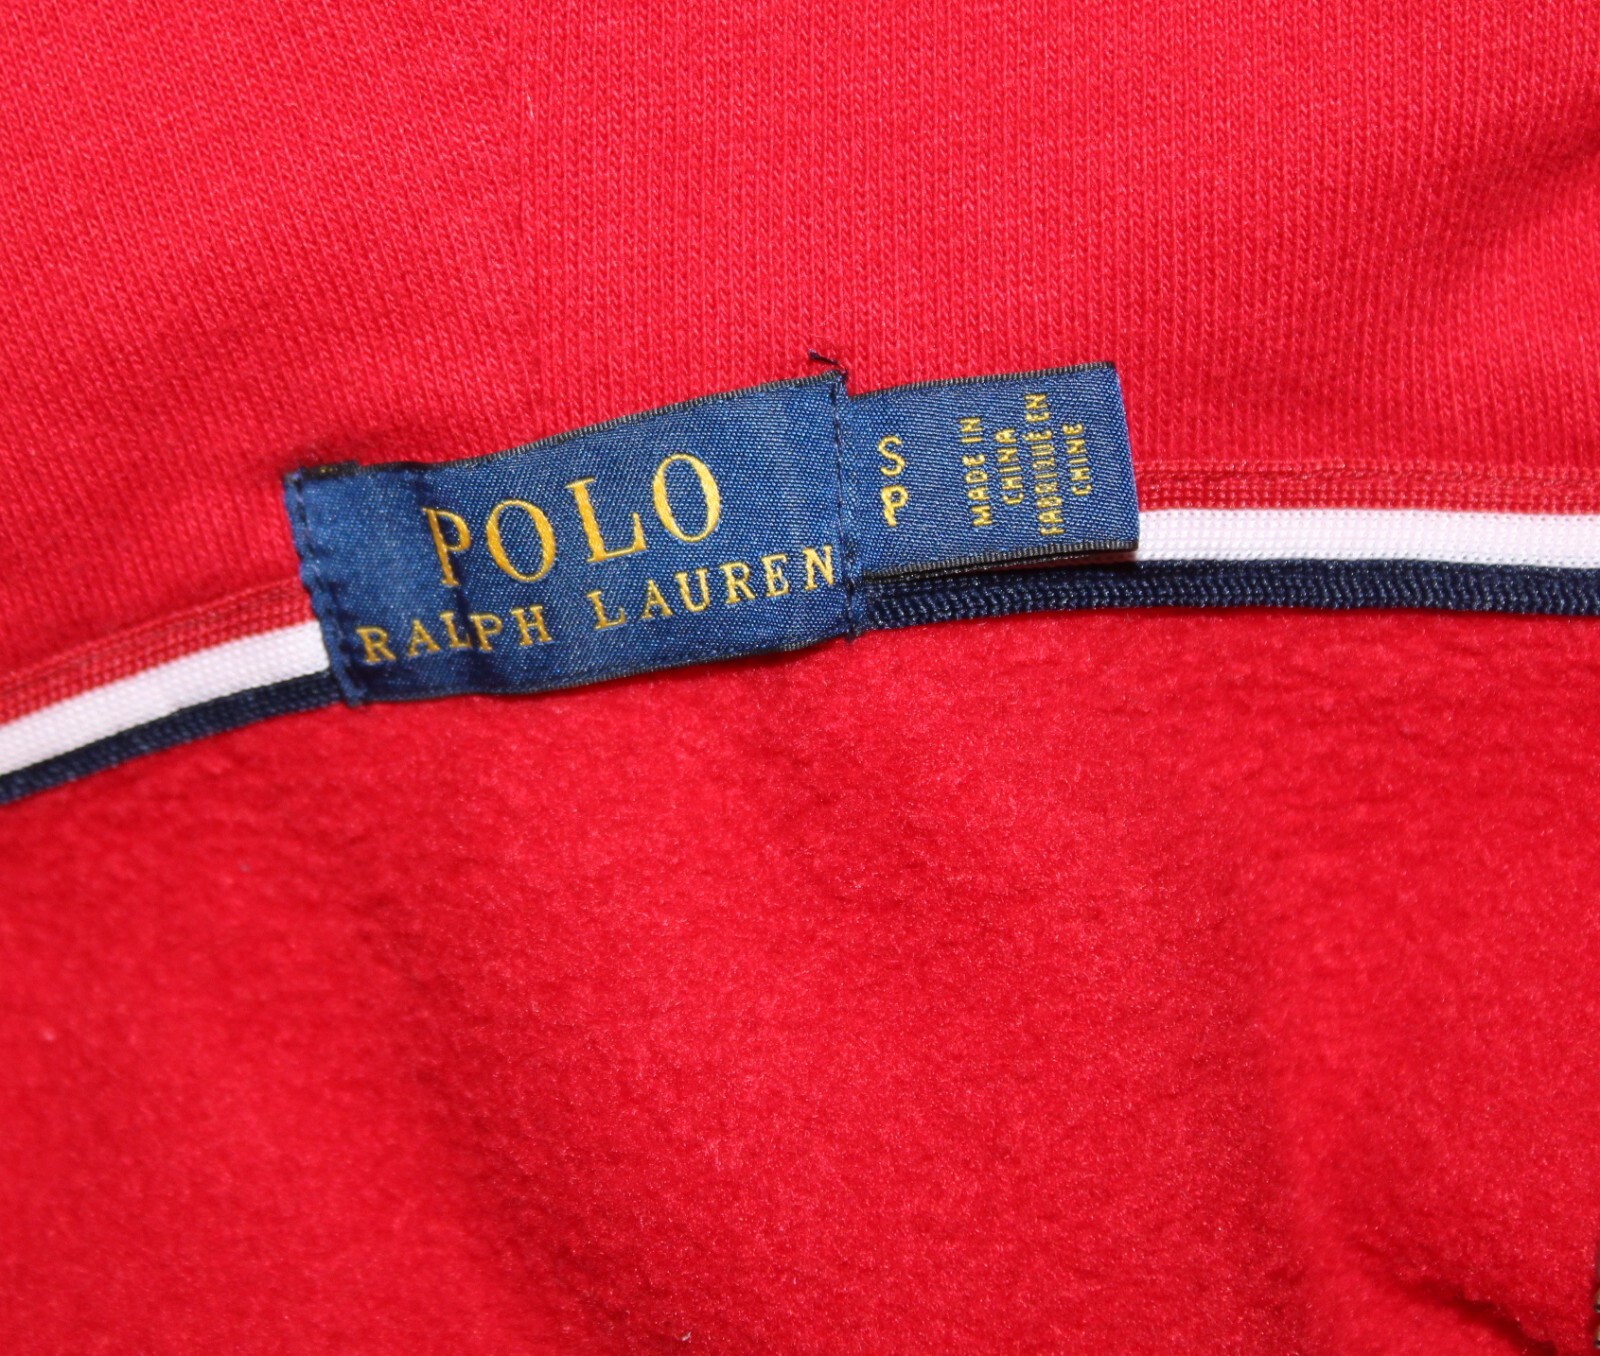 POLO
RALPH LAUREN
S
P
MADE IN
CHINA
FABRIQUÉ EN
CHINE